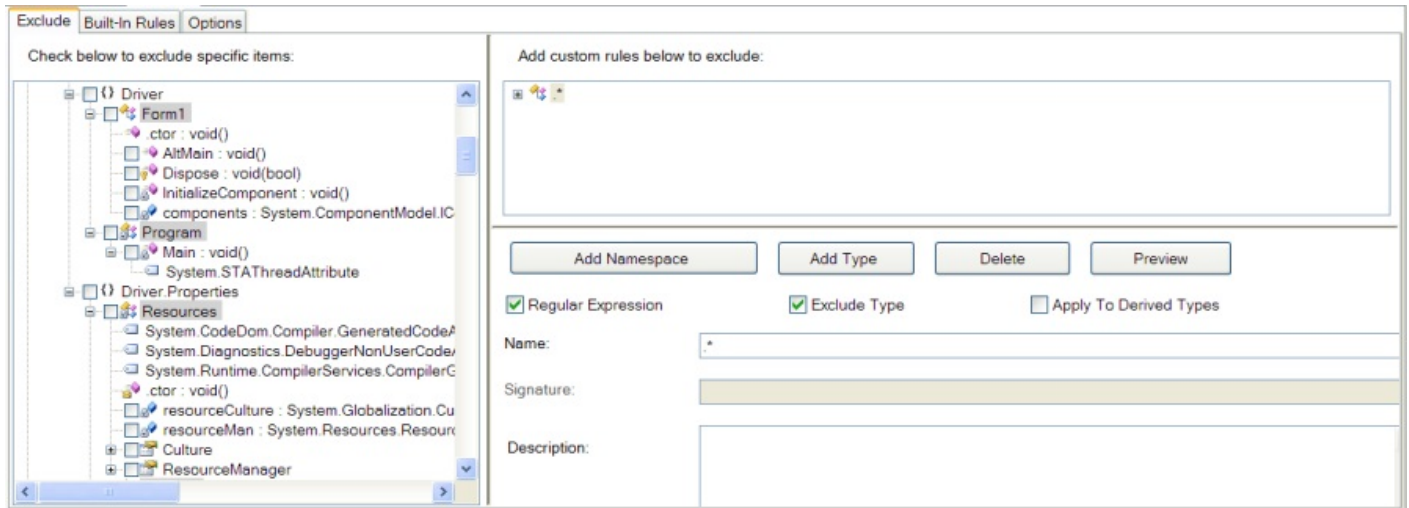 Exclude Built-In Rules Options
Check below to exclude specific items:
{} Driver
Form1
.ctor : void()
AltMain : void()
Dispose : void(bool)
InitializeComponent : void()
components : System.ComponentModel.IC
Program
Main : void()
System.STAThreadAttribute
{} Driver.Properties
Resources
System.CodeDom.Compiler.GeneratedCodeA
System.Diagnostics.DebuggerNonUserCodeA
System.Runtime.CompilerServices.CompilerG
.ctor : void()
resourceCulture : System.Globalization.Cu
resourceMan : System.Resources.Resourc
Culture
ResourceManager
Add custom rules below to exclude:
.*
Add Namespace Add Type Delete Preview
Regular Expression Exclude Type Apply To Derived Types
Name: .*
Signature:
Description: